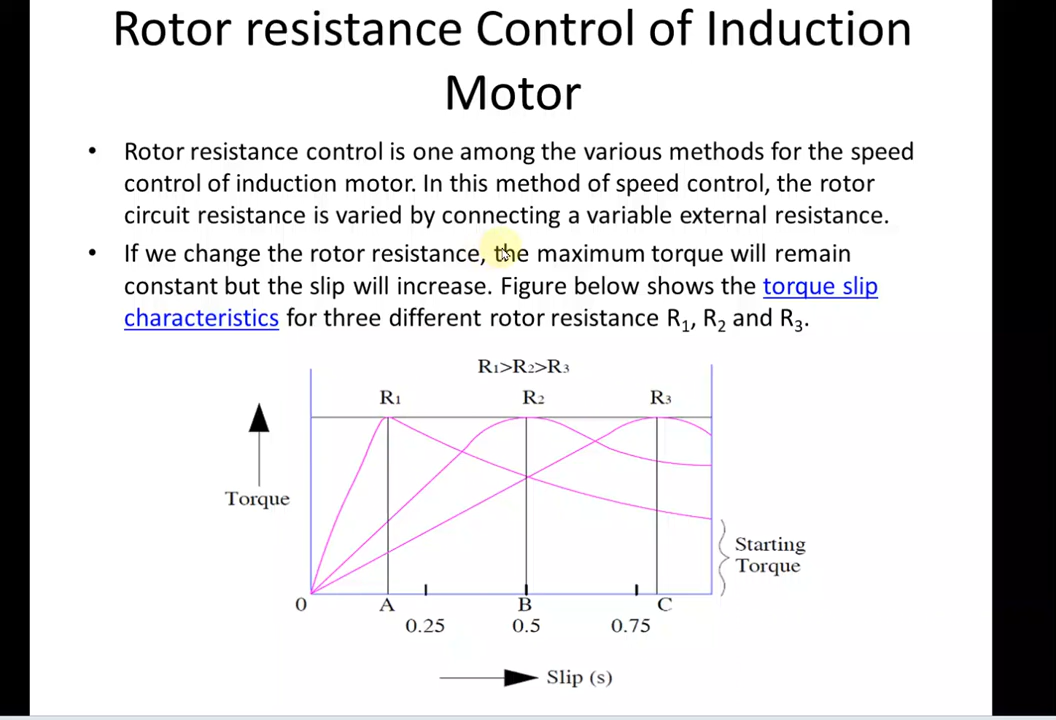 Rotor resistance Control of Induction
Motor
• Rotor resistance control is one among the various methods for the speed
control of induction motor. In this method of speed control, the rotor
circuit resistance is varied by connecting a variable external resistance.
• If we change the rotor resistance, the maximum torque will remain
constant but the slip will increase. Figure below shows the torque slip
characteristics for three different rotor resistance R₁, R₂ and R₃.
R₁>R₂>R₃
R₁ R₂ R₃
Torque
Starting
Torque
0 A B C
0.25 0.5 0.75
Slip (s)